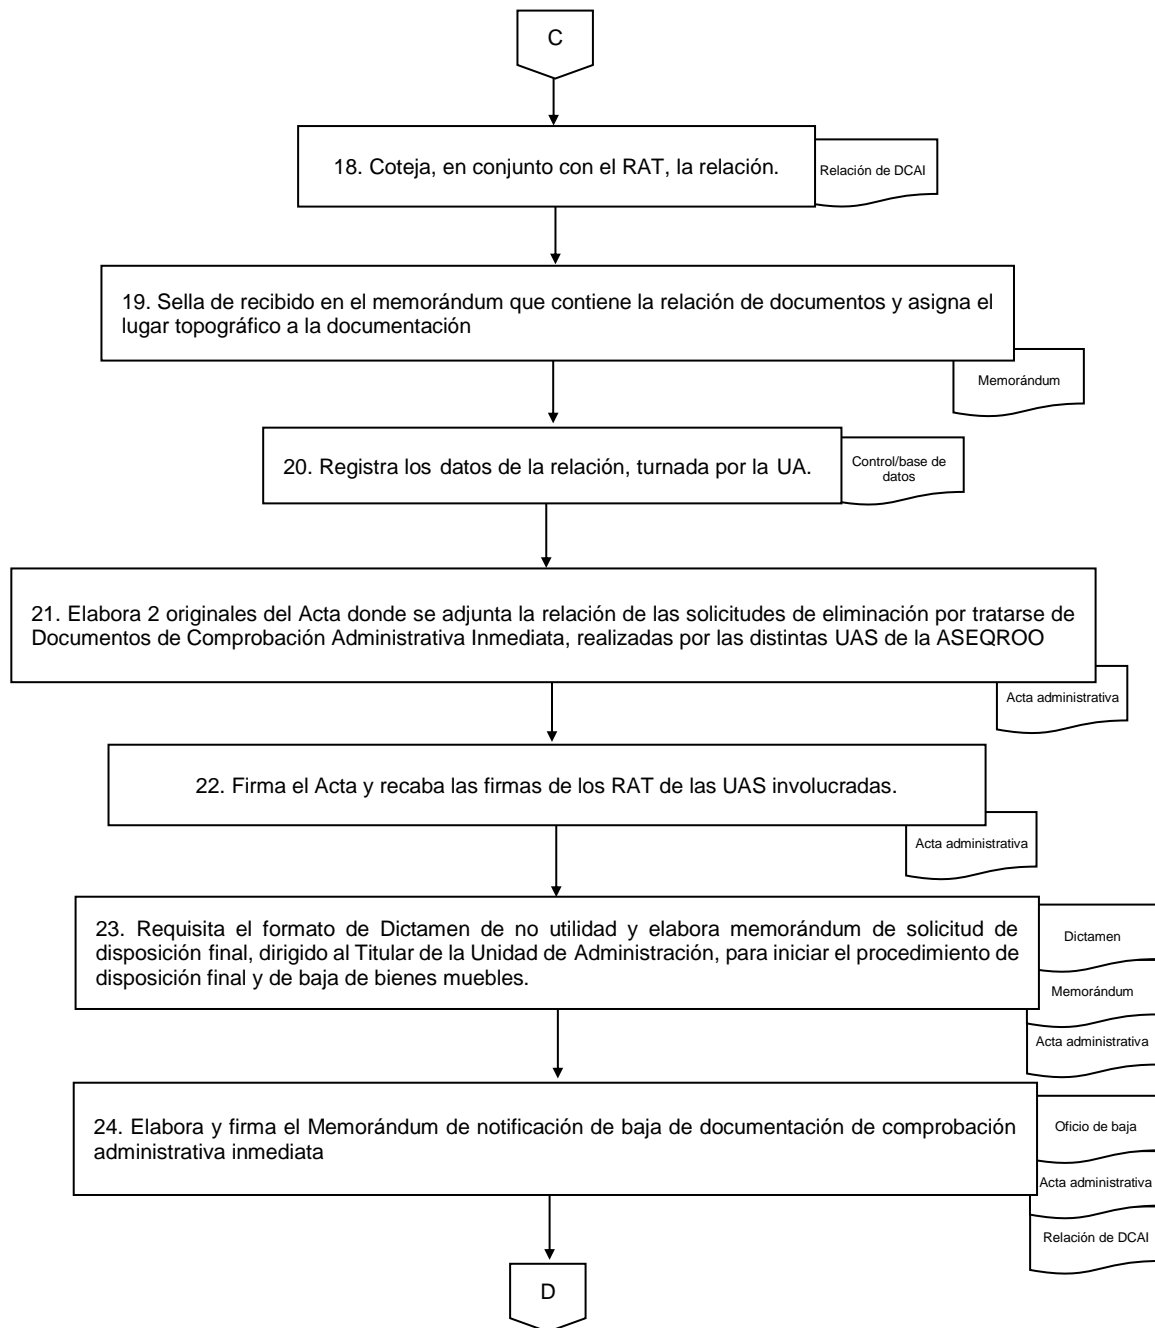 C
18. Coteja, en conjunto con el RAT, la relación.
Relación de DCAI
19. Sella de recibido en el memorándum que contiene la relación de documentos y asigna el
lugar topográfico a la documentación
Memorándum
20. Registra los datos de la relación, turnada por la UA.
Control/base de
datos
21. Elabora 2 originales del Acta donde se adjunta la relación de las solicitudes de eliminación por tratarse de
Documentos de Comprobación Administrativa Inmediata, realizadas por las distintas UAS de la ASEQROO
Acta administrativa
22. Firma el Acta y recaba las firmas de los RAT de las UAS involucradas.
Acta administrativa
23. Requisita el formato de Dictamen de no utilidad y elabora memorándum de solicitud de
disposición final, dirigido al Titular de la Unidad de Administración, para iniciar el procedimiento de
disposición final y de baja de bienes muebles.
Dictamen
Memorándum
Acta administrativa
24. Elabora y firma el Memorándum de notificación de baja de documentación de comprobación
administrativa inmediata
Oficio de baja
Acta administrativa
Relación de DCAI
D